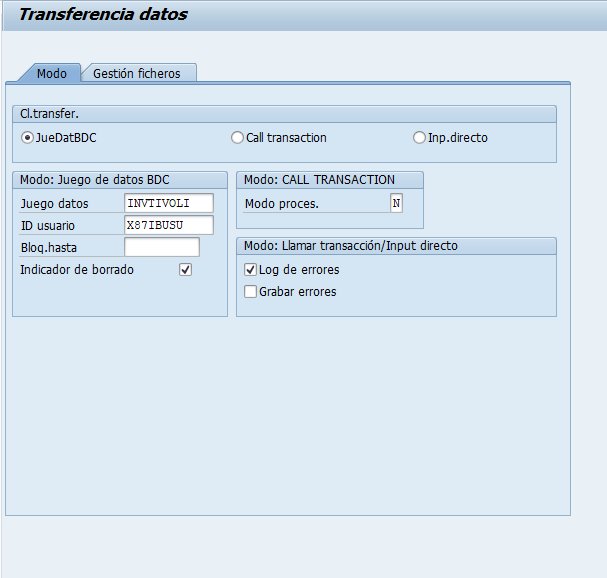 Transferencia datos
Modo
Gestión ficheros
Cl.transfer.
JueDatBDC
Call transaction
Inp.directo
Modo: Juego de datos BDC
Juego datos INVTIVOLI
ID usuario X87IBUSU
Bloq.hasta
Indicador de borrado
Modo: CALL TRANSACTION
Modo proces. N
Modo: Llamar transacción/Input directo
Log de errores
Grabar errores